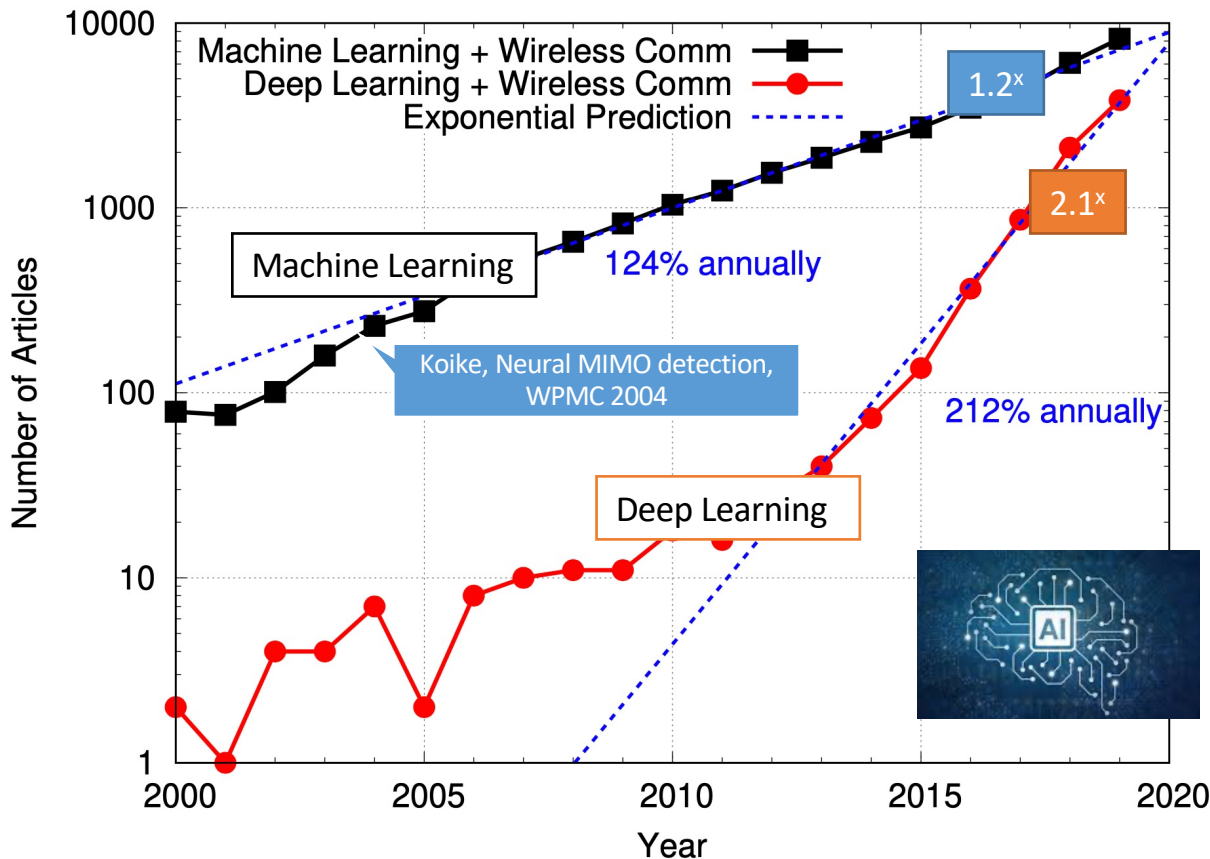 10000
1000
100
10
1
Number of Articles
Machine Learning + Wireless Comm
Deep Learning + Wireless Comm
Exponential Prediction
1.2ˣ
2.1ˣ
Machine Learning
124% annually
Koike, Neural MIMO detection,
WPMC 2004
212% annually
Deep Learning
AI
2000
2005
2010
2015
2020
Year